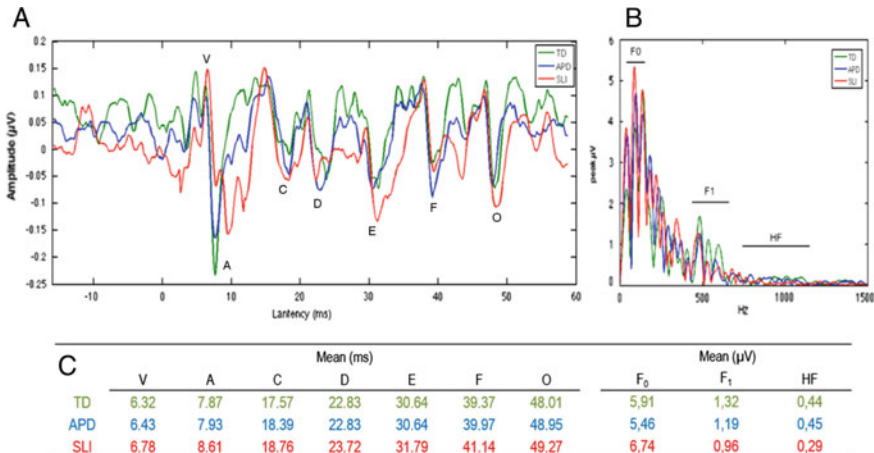 A
B
0.2
0.15
0.1
0.05
0
-0.05
-0.1
-0.15
-0.2
-0.25
Amplitude (µV)
V
A
C
D
E
F
O
TD
APD
SLI
-10
0
10
20
30
40
50
60
Lantency (ms)
6
5
4
3
2
1
0
peak µV
F0
F1
HF
TD
APD
SLI
0
500
1000
1500
Hz
C
Mean (ms) Mean (µV)
V A C D E F O F0 F1 HF
TD 6.32 7.87 17.57 22.83 30.64 39.37 48.01 5,91 1,32 0,44
APD 6.43 7.93 18.39 22.83 30.64 39.97 48.95 5,46 1,19 0,45
SLI 6.78 8.61 18.76 23.72 31.79 41.14 49.27 6,74 0,96 0,29